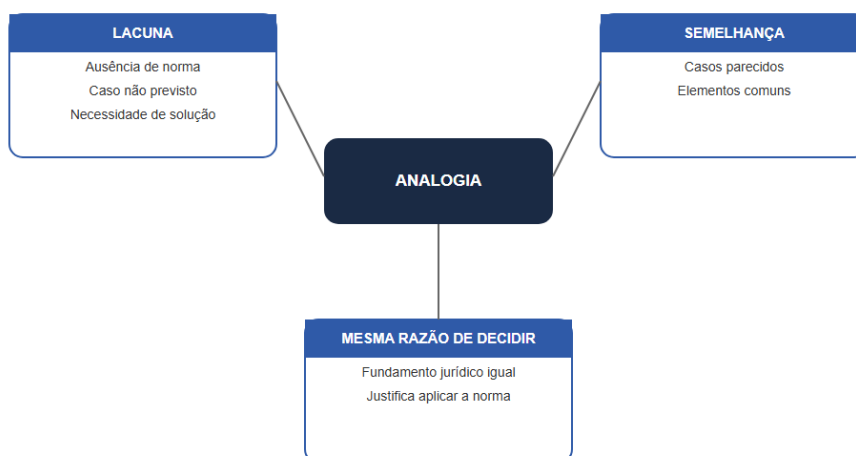 LACUNA
Ausência de norma
Caso não previsto
Necessidade de solução
SEMELHANÇA
Casos parecidos
Elementos comuns
ANALOGIA
MESMA RAZÃO DE DECIDIR
Fundamento jurídico igual
Justifica aplicar a norma